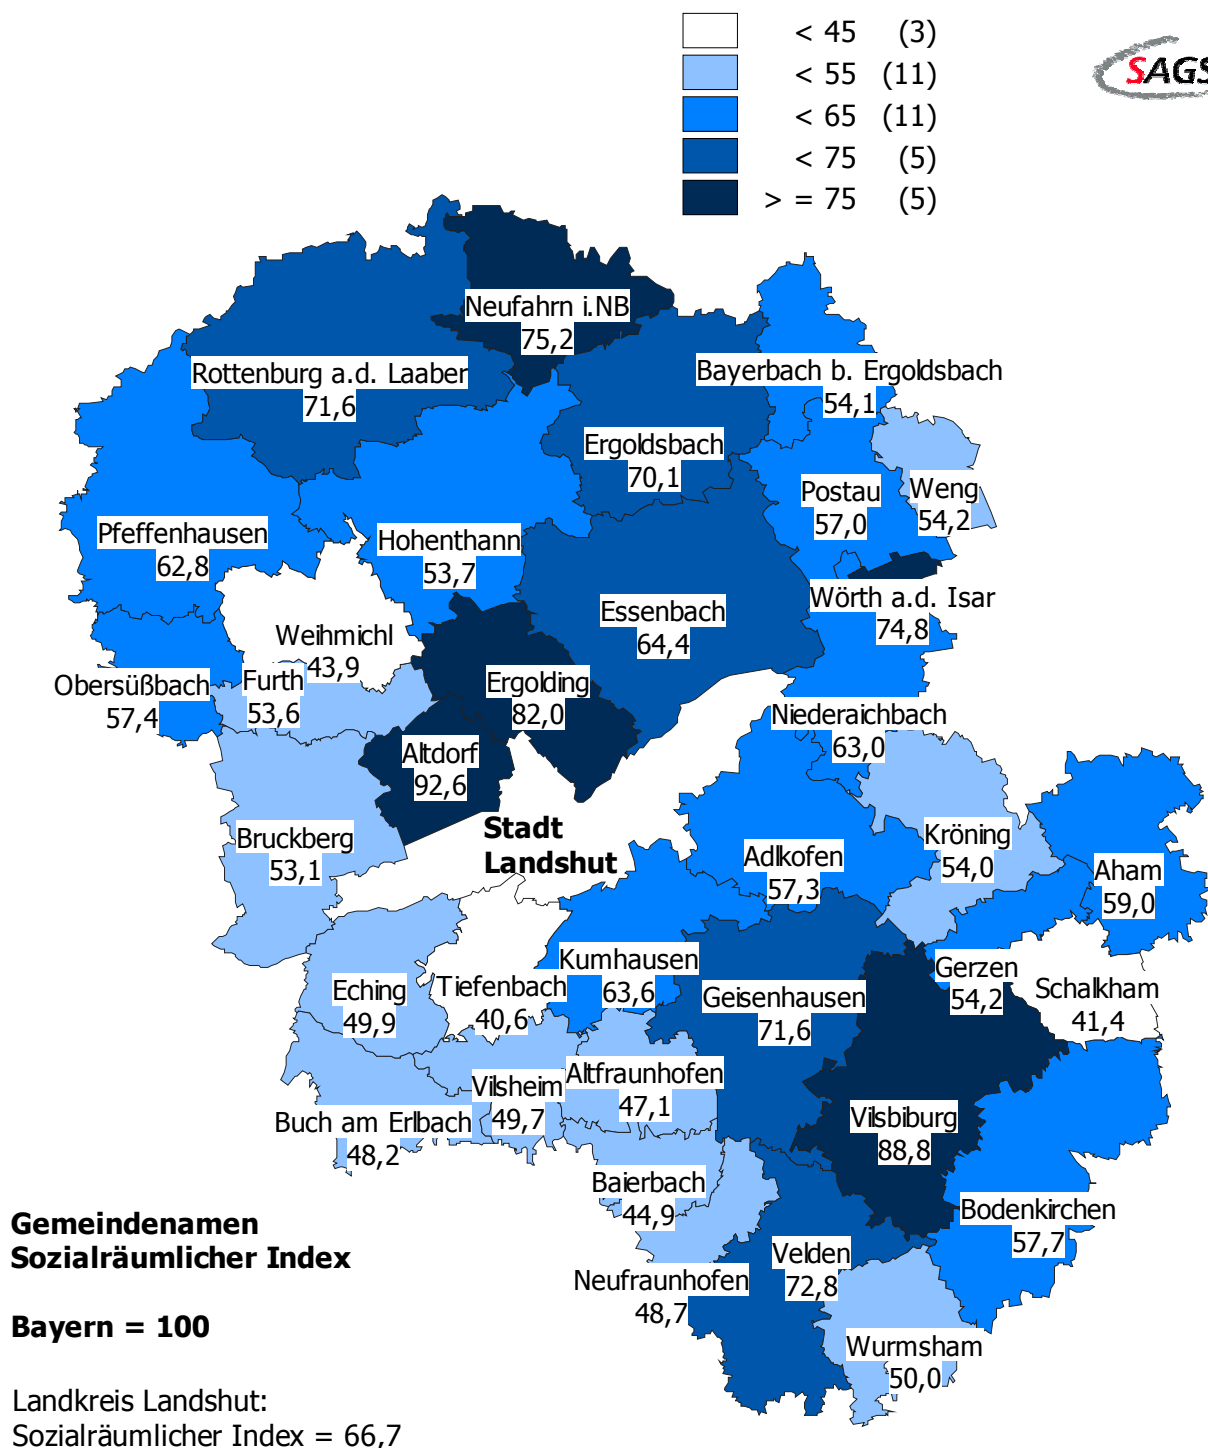 < 45 (3)
< 55 (11)
< 65 (11)
< 75 (5)
> = 75 (5)
SAGS
Neufahrn i.NB
75,2
Rottenburg a.d. Laaber
71,6
Bayerbach b. Ergoldsbach
54,1
Ergoldsbach
70,1
Postau
57,0
Weng
54,2
Pfeffenhausen
62,8
Hohenthann
53,7
Essenbach
64,4
Wörth a.d. Isar
74,8
Weihmichl
43,9
Obersüßbach
57,4
Furth
53,6
Ergolding
82,0
Niederaichbach
63,0
Altdorf
92,6
Bruckberg
53,1
Stadt
Landshut
Adlkofen
57,3
Kröning
54,0
Aham
59,0
Eching
49,9
Tiefenbach
40,6
Kumhausen
63,6
Geisenhausen
71,6
Gerzen
54,2
Schalkham
41,4
Vilsheim
49,7
Altfraunhofen
47,1
Buch am Erlbach
48,2
Vilsbiburg
88,8
Baierbach
44,9
Bodenkirchen
57,7
Neufraunhofen
48,7
Velden
72,8
Wurmsham
50,0
Gemeindenamen
Sozialräumlicher Index
Bayern = 100
Landkreis Landshut:
Sozialräumlicher Index = 66,7